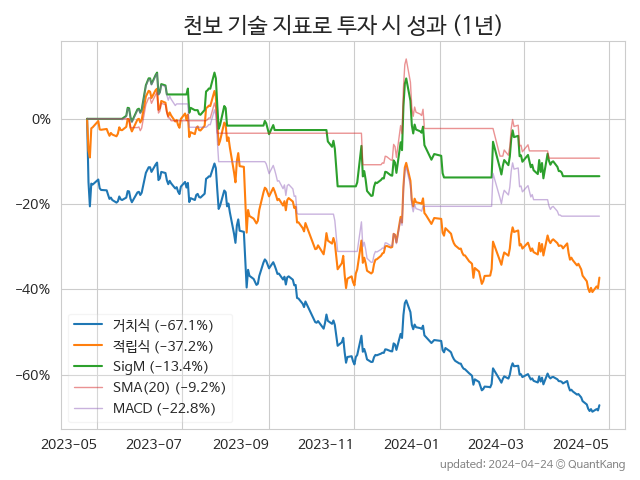 천보 기술 지표로 투자 시 성과 (1년)
0%
−20%
−40%
−60%
거치식 (−67.1%)
적립식 (−37.2%)
SigM (−13.4%)
SMA(20) (−9.2%)
MACD (−22.8%)
2023-05 2023-07 2023-09 2023-11 2024-01 2024-03 2024-05
updated: 2024-04-24 © QuantKang